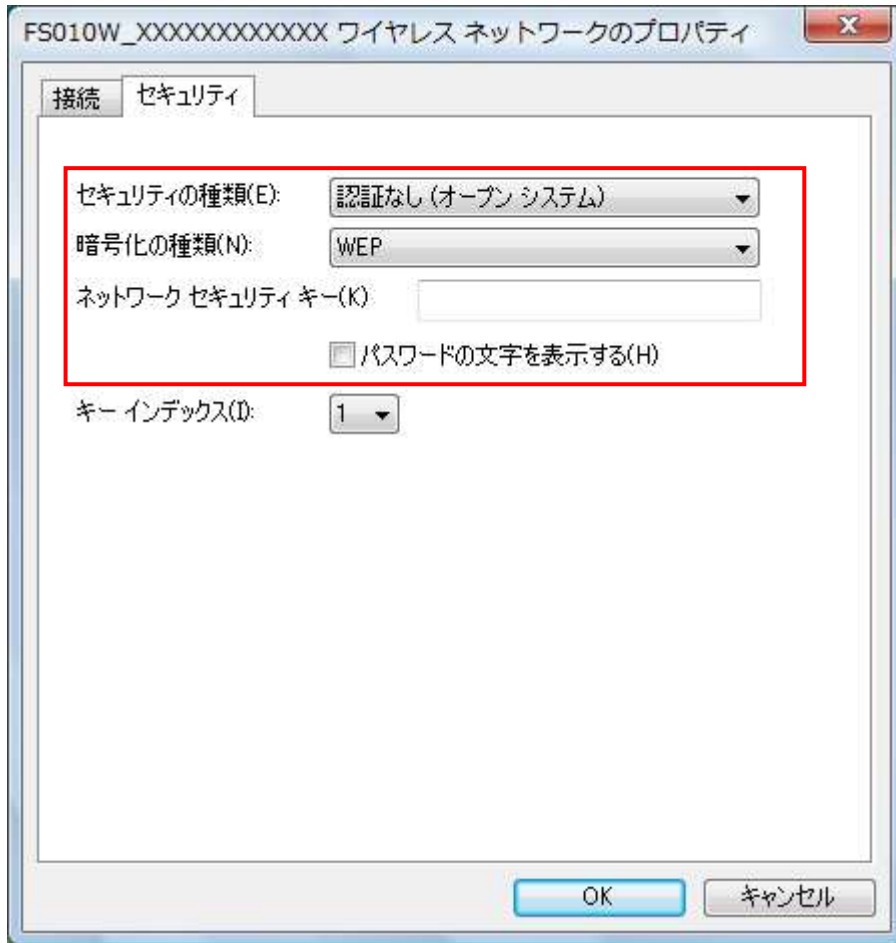 FS010W_XXXXXXXXXXXX ワイヤレス ネットワークのプロパティ
接続 セキュリティ
セキュリティの種類(E): 認証なし (オープン システム)
暗号化の種類(N): WEP
ネットワーク セキュリティ キー(K)
パスワードの文字を表示する(H)
キー インデックス(I): 1
OK キャンセル